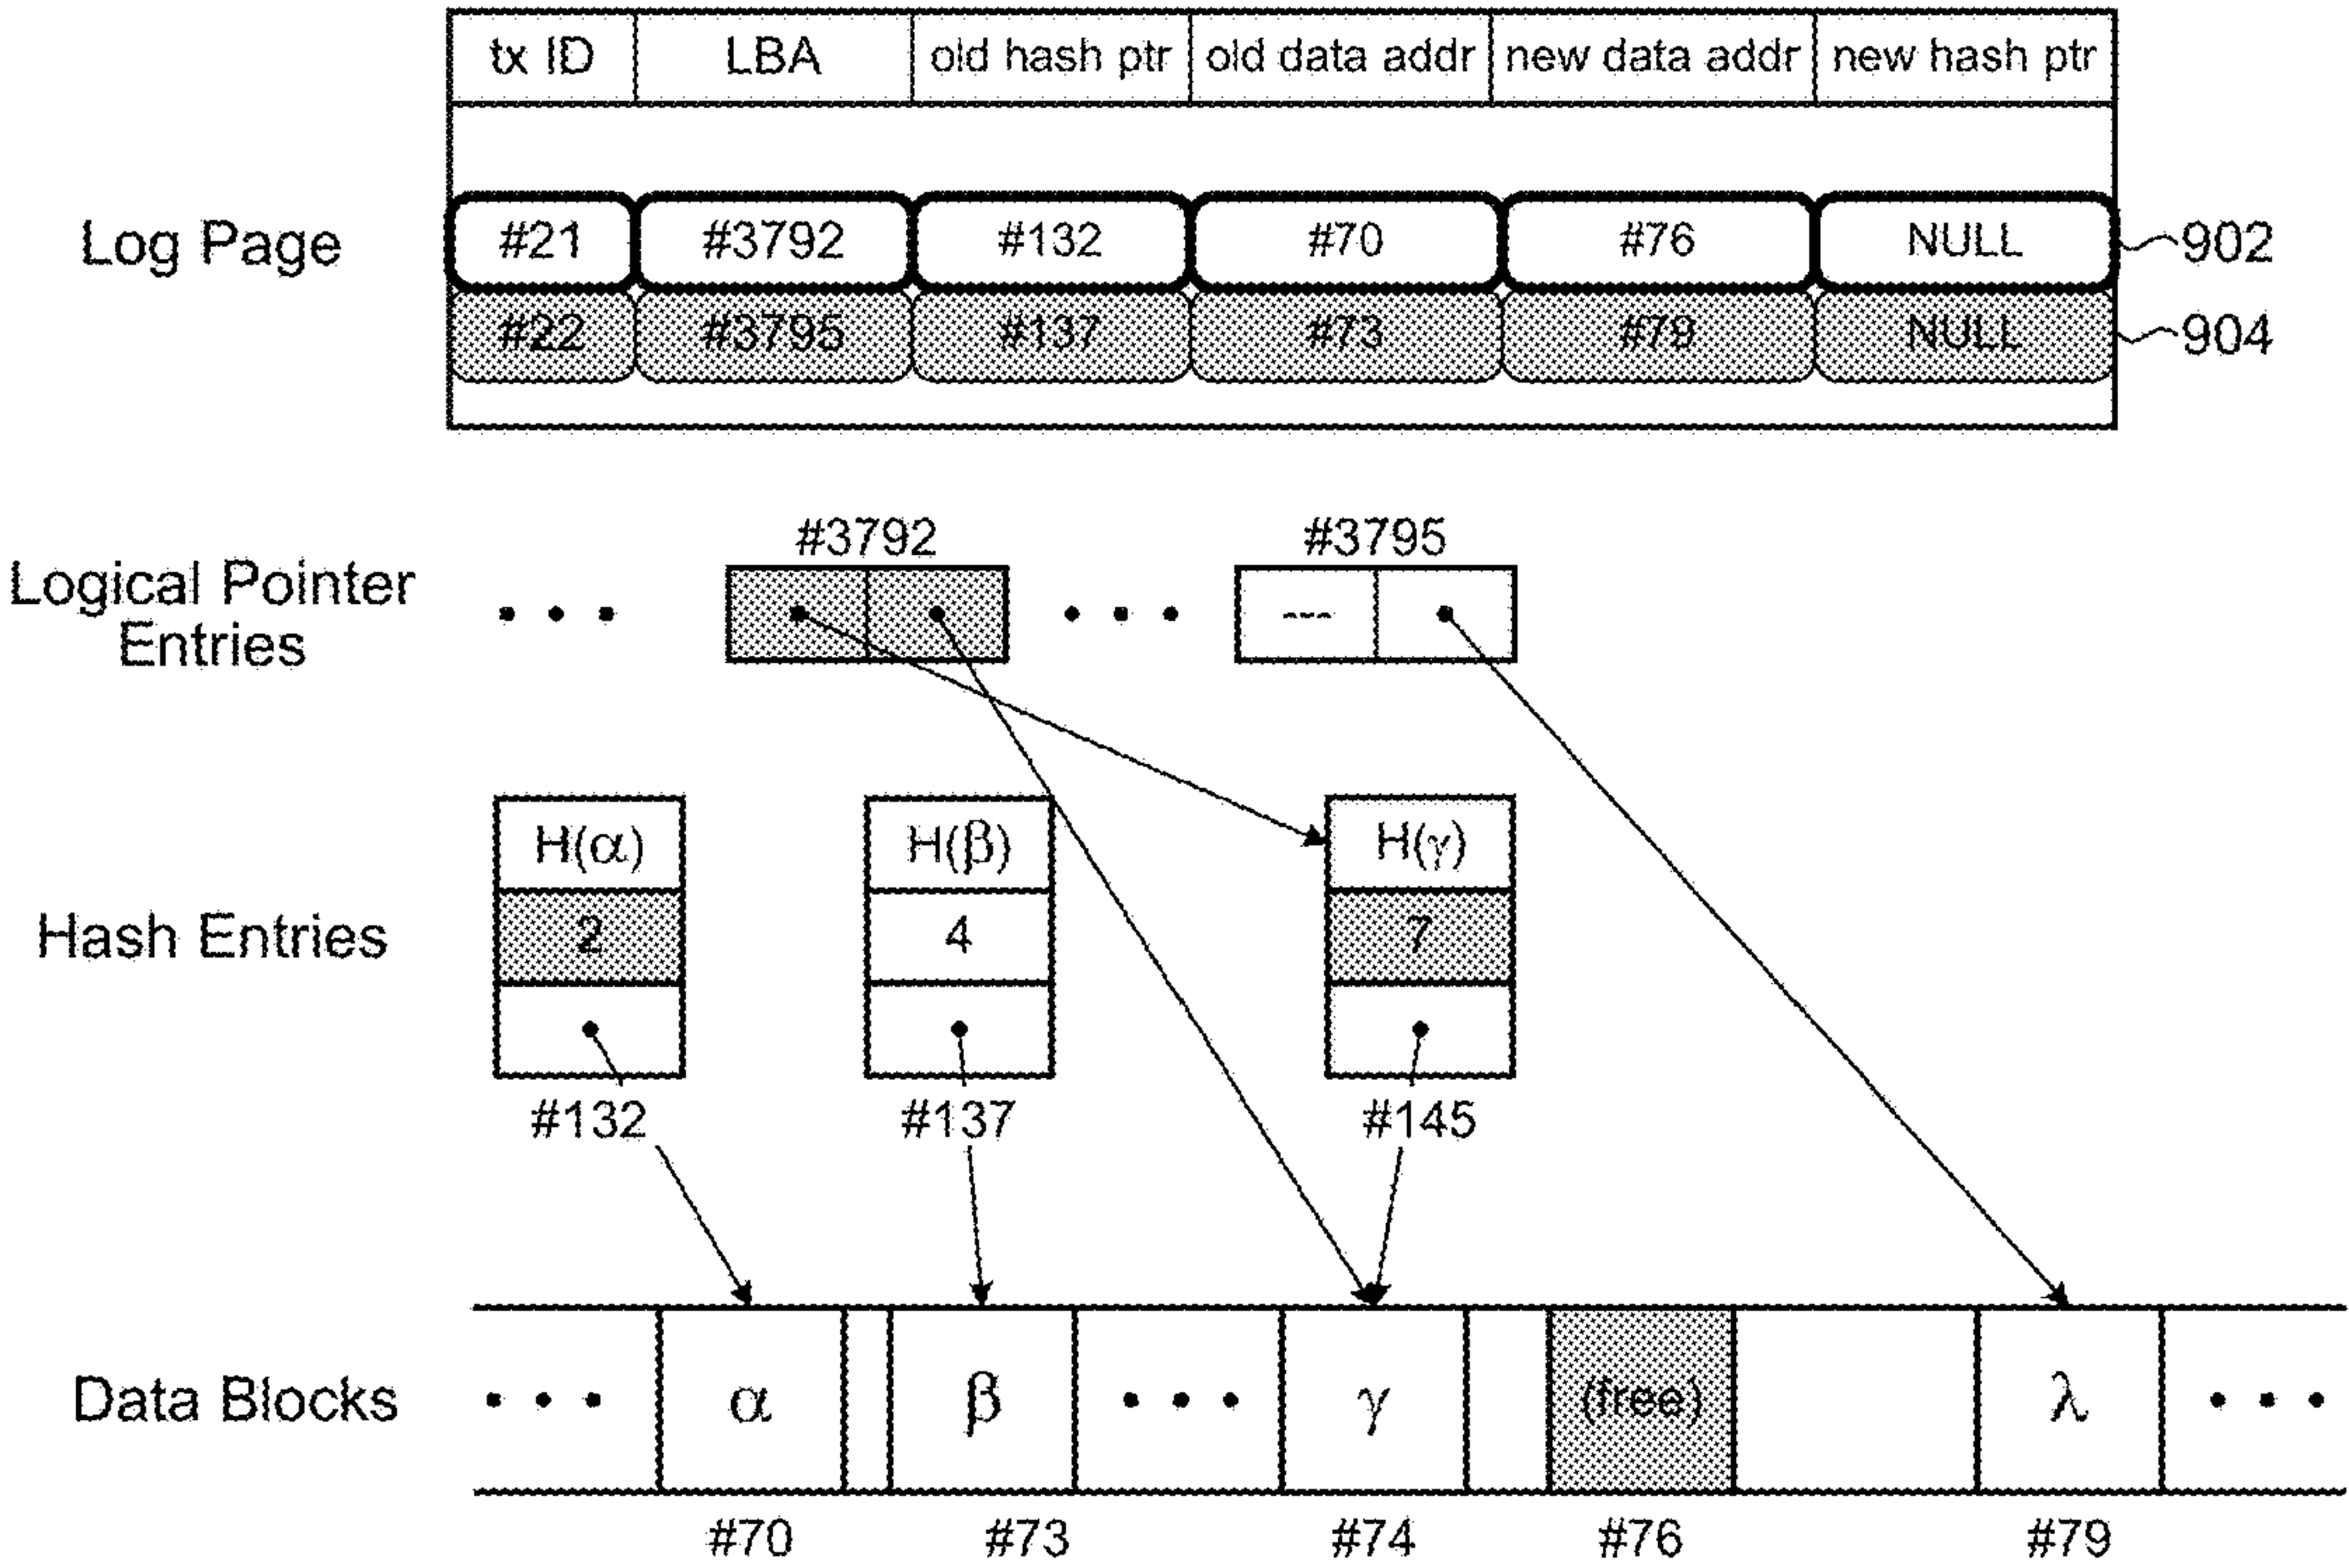 tx ID LBA old hash ptr old data addr new data addr new hash ptr
Log Page #21 #3792 #132 #70 #76 NULL 902
#22 #3795 #137 #73 #79 NULL 904
#3792 #3795
Logical Pointer
Entries
---
H(α) H(β) H(γ)
Hash Entries 2 4 7
#132 #137 #145
Data Blocks α β γ (free) λ
#70 #73 #74 #76 #79